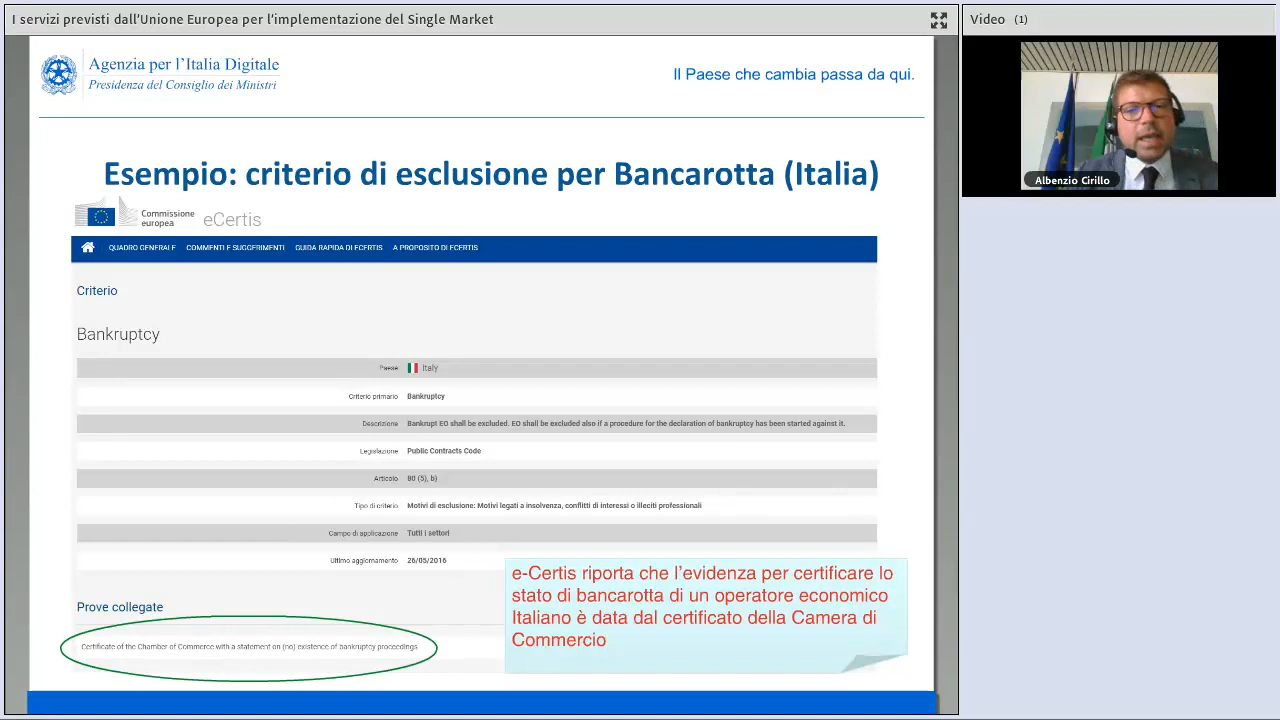 I servizi previsti dall'Unione Europea per l'implementazione del Single Market
Video (1)
Agenzia per l'Italia Digitale
Presidenza del Consiglio dei Ministri
Il Paese che cambia passa da qui.
Albenzio Cirillo
Esempio: criterio di esclusione per Bancarotta (Italia)
Commissione
europea
eCertis
QUADRO GENERALE COMMENTI E SUGGERIMENTI GUIDA RAPIDA DI ECERTIS A PROPOSITO DI ECERTIS
Criterio
Bankruptcy
Paese Italy
Criterio primario Bankruptcy
Descrizione Bankrupt EO shall be excluded. EO shall be excluded also if a procedure for the declaration of bankruptcy has been started against it.
Legislazione Public Contracts Code
Articolo 80 (5), b)
Tipo di criterio Motivi di esclusione: Motivi legati a insolvenza, conflitti di interessi o illeciti professionali
Campo di applicazione Tutti i settori
Ultimo aggiornamento 26/05/2016
Prove collegate
Certificate of the Chamber of Commerce with a statement on (no) existence of bankruptcy proceedings
e-Certis riporta che l'evidenza per certificare lo
stato di bancarotta di un operatore economico
Italiano è data dal certificato della Camera di
Commercio